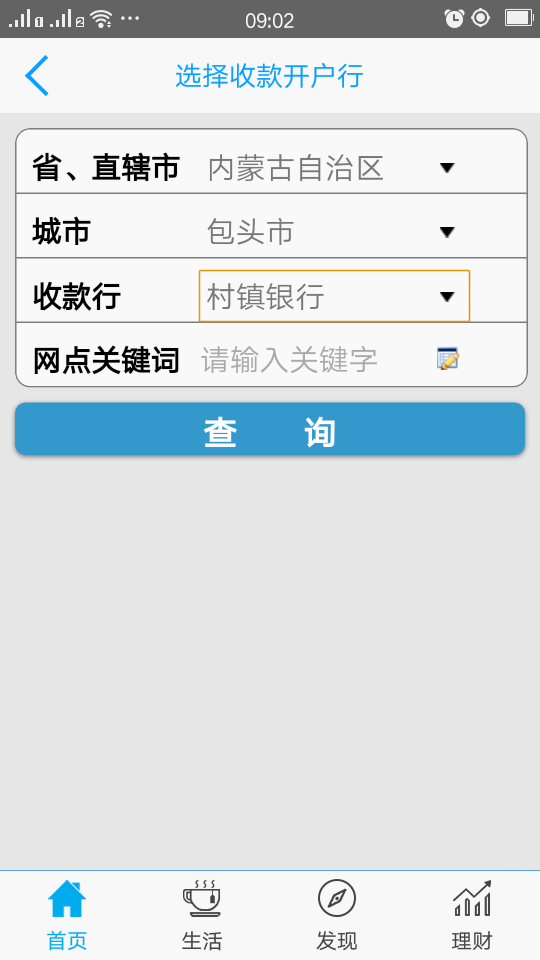 09:02
选择收款开户行
省、直辖市 内蒙古自治区
城市 包头市
收款行 村镇银行
网点关键词 请输入关键字
查 询
首页 生活 发现 理财